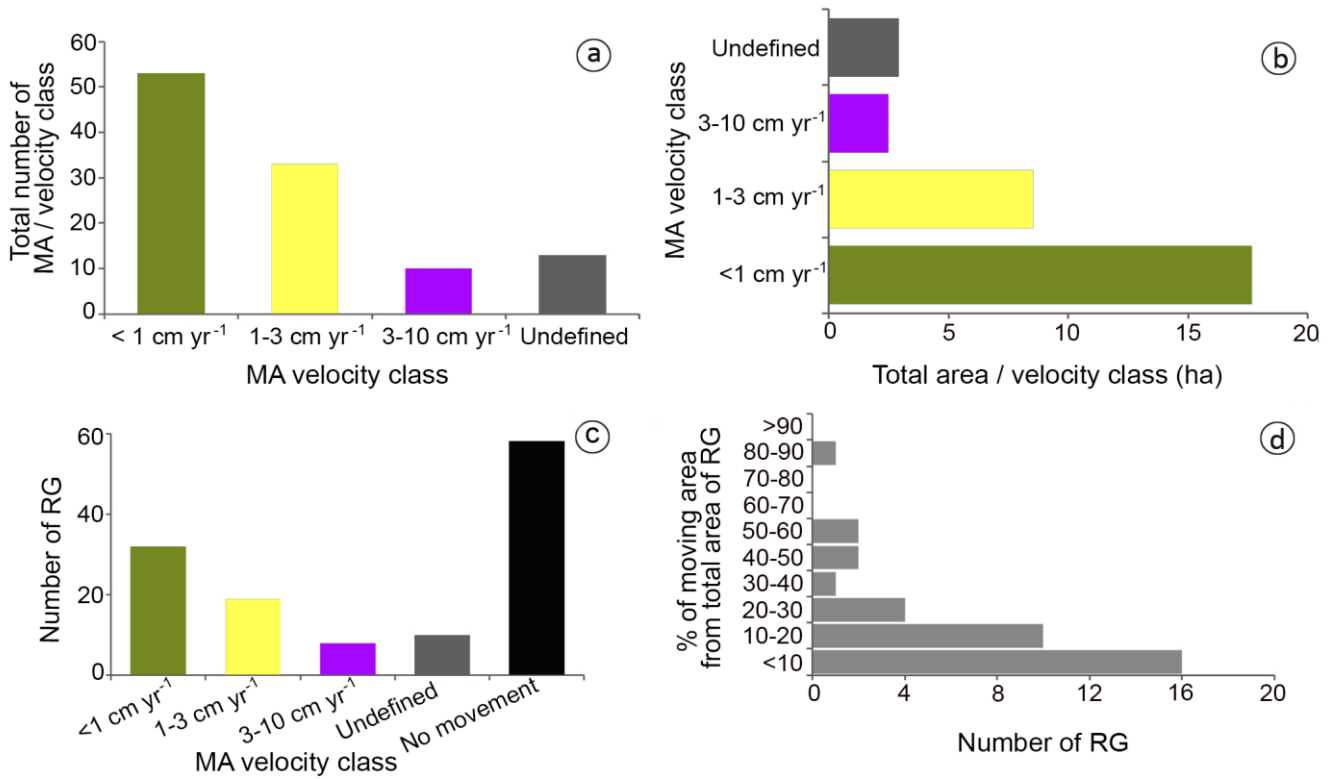 Total number of
MA / velocity class
60
50
40
30
20
10
0
< 1 cm yr⁻¹ 1-3 cm yr⁻¹ 3-10 cm yr⁻¹ Undefined
MA velocity class
a
MA velocity class
Undefined
3-10 cm yr⁻¹
1-3 cm yr⁻¹
<1 cm yr⁻¹
0 5 10 15 20
Total area / velocity class (ha)
b
Number of RG
60
40
20
0
<1 cm yr⁻¹ 1-3 cm yr⁻¹ 3-10 cm yr⁻¹ Undefined No movement
MA velocity class
c
% of moving area
from total area of RG
>90
80-90
70-80
60-70
50-60
40-50
30-40
20-30
10-20
<10
0 4 8 12 16 20
Number of RG
d